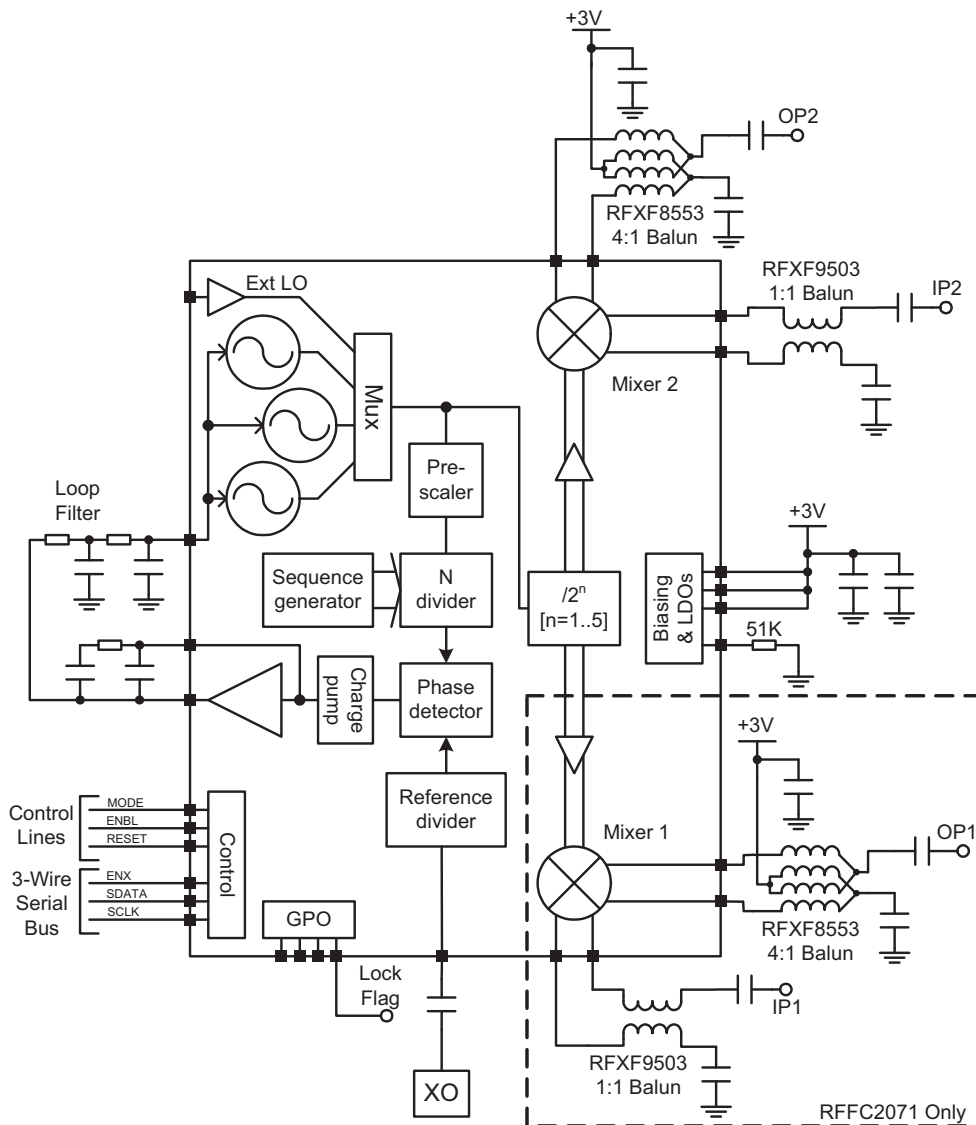 +3V
OP2
RFXF8553
4:1 Balun
RFXF9503
1:1 Balun
IP2
Ext LO
Mux
Mixer 2
Pre-
scaler
Loop
Filter
Sequence
generator
N
divider
/2ⁿ
[n=1..5]
Biasing
& LDOs
+3V
51K
Charge
pump
Phase
detector
Reference
divider
Control
Lines
MODE
ENBL
RESET
3-Wire
Serial
Bus
ENX
SDATA
SCLK
Control
GPO
Lock
Flag
XO
Mixer 1
+3V
OP1
RFXF8553
4:1 Balun
IP1
RFXF9503
1:1 Balun
RFFC2071 Only